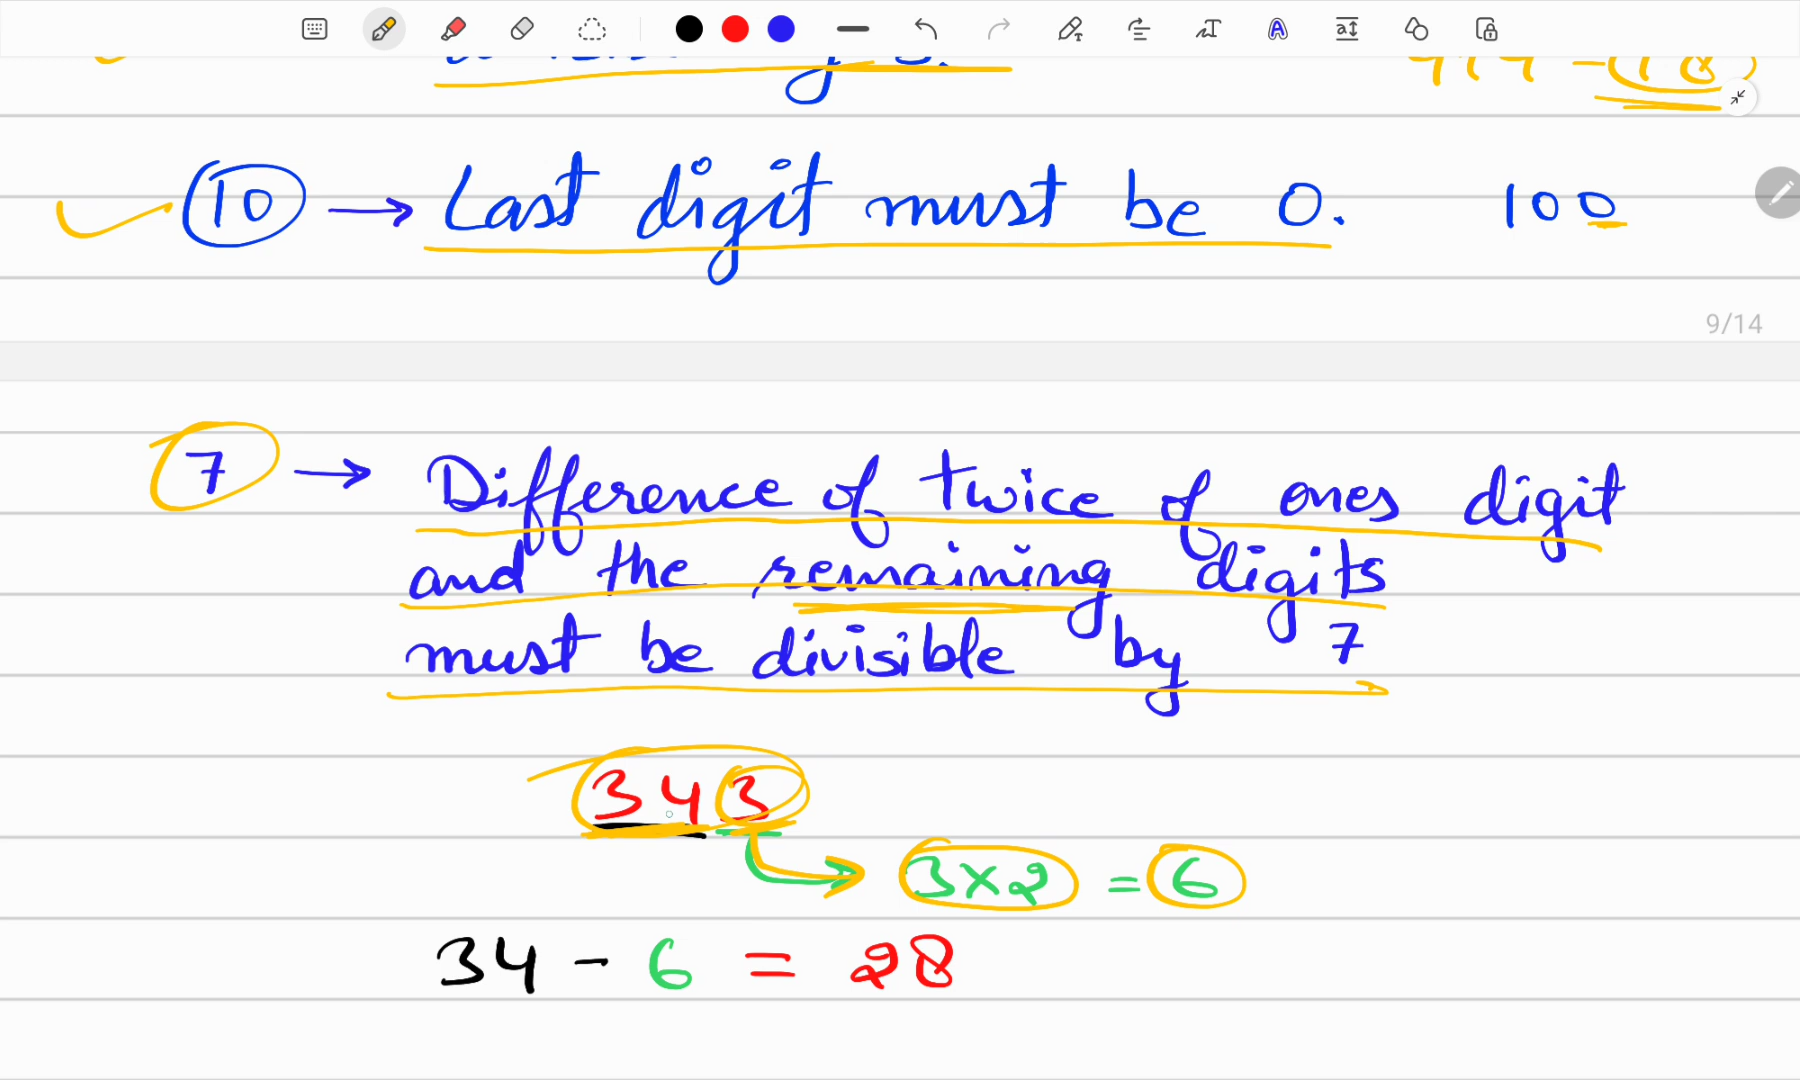 10 → Last digit must be 0. 100
9/14
7 → Difference of twice of ones digit
and the remaining digits
must be divisible by 7
343
3×2 = 6
34 - 6 = 28